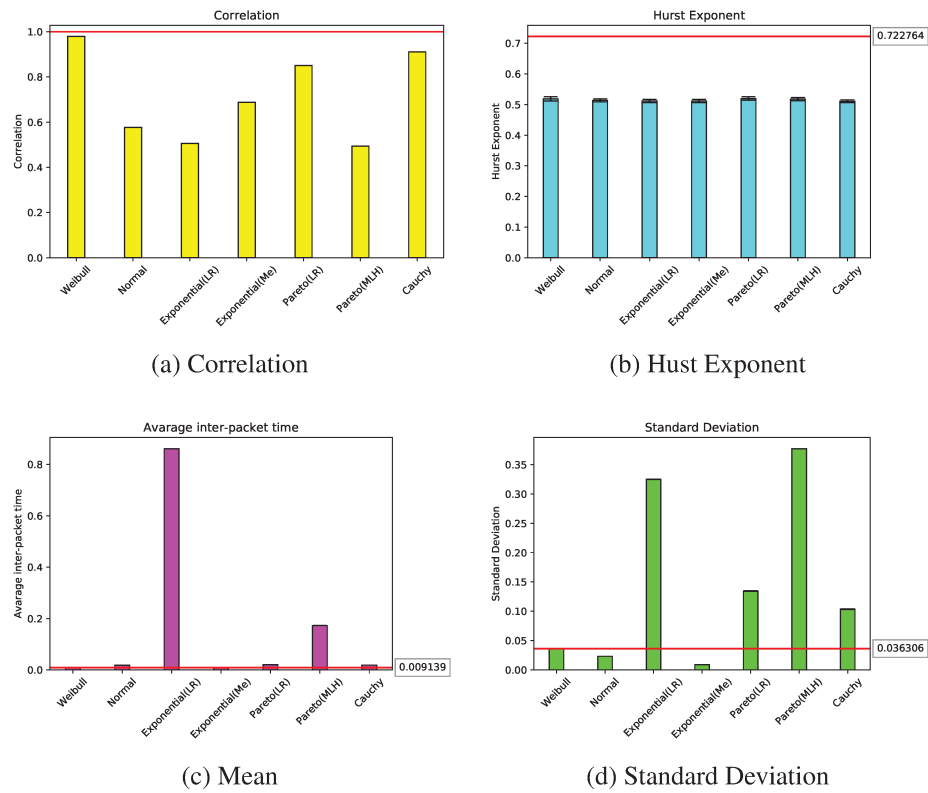 Correlation
Correlation
1.0
0.8
0.6
0.4
0.2
0.0
Weibull
Normal
Exponential(LR)
Exponential(Me)
Pareto(LR)
Pareto(MLH)
Cauchy
(a) Correlation
Hurst Exponent
0.722764
Hurst Exponent
0.7
0.6
0.5
0.4
0.3
0.2
0.1
0.0
Weibull
Normal
Exponential(LR)
Exponential(Me)
Pareto(LR)
Pareto(MLH)
Cauchy
(b) Hust Exponent
Avarage inter-packet time
Avarage inter-packet time
0.8
0.6
0.4
0.2
0.0
0.009139
Weibull
Normal
Exponential(LR)
Exponential(Me)
Pareto(LR)
Pareto(MLH)
Cauchy
(c) Mean
Standard Deviation
Standard Deviation
0.35
0.30
0.25
0.20
0.15
0.10
0.05
0.00
0.036306
Weibull
Normal
Exponential(LR)
Exponential(Me)
Pareto(LR)
Pareto(MLH)
Cauchy
(d) Standard Deviation